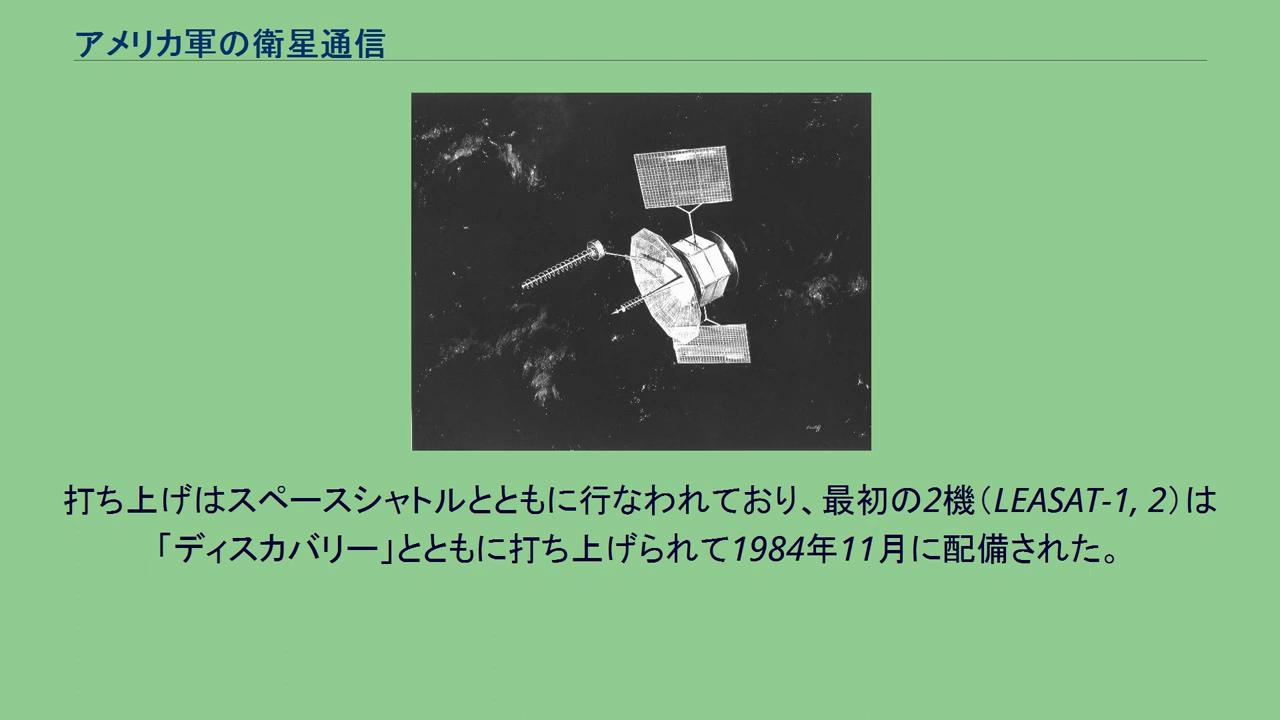 アメリカ軍の衛星通信
打ち上げはスペースシャトルとともに行なわれており、最初の2機（LEASAT-1, 2）は
「ディスカバリー」とともに打ち上げられて1984年11月に配備された。